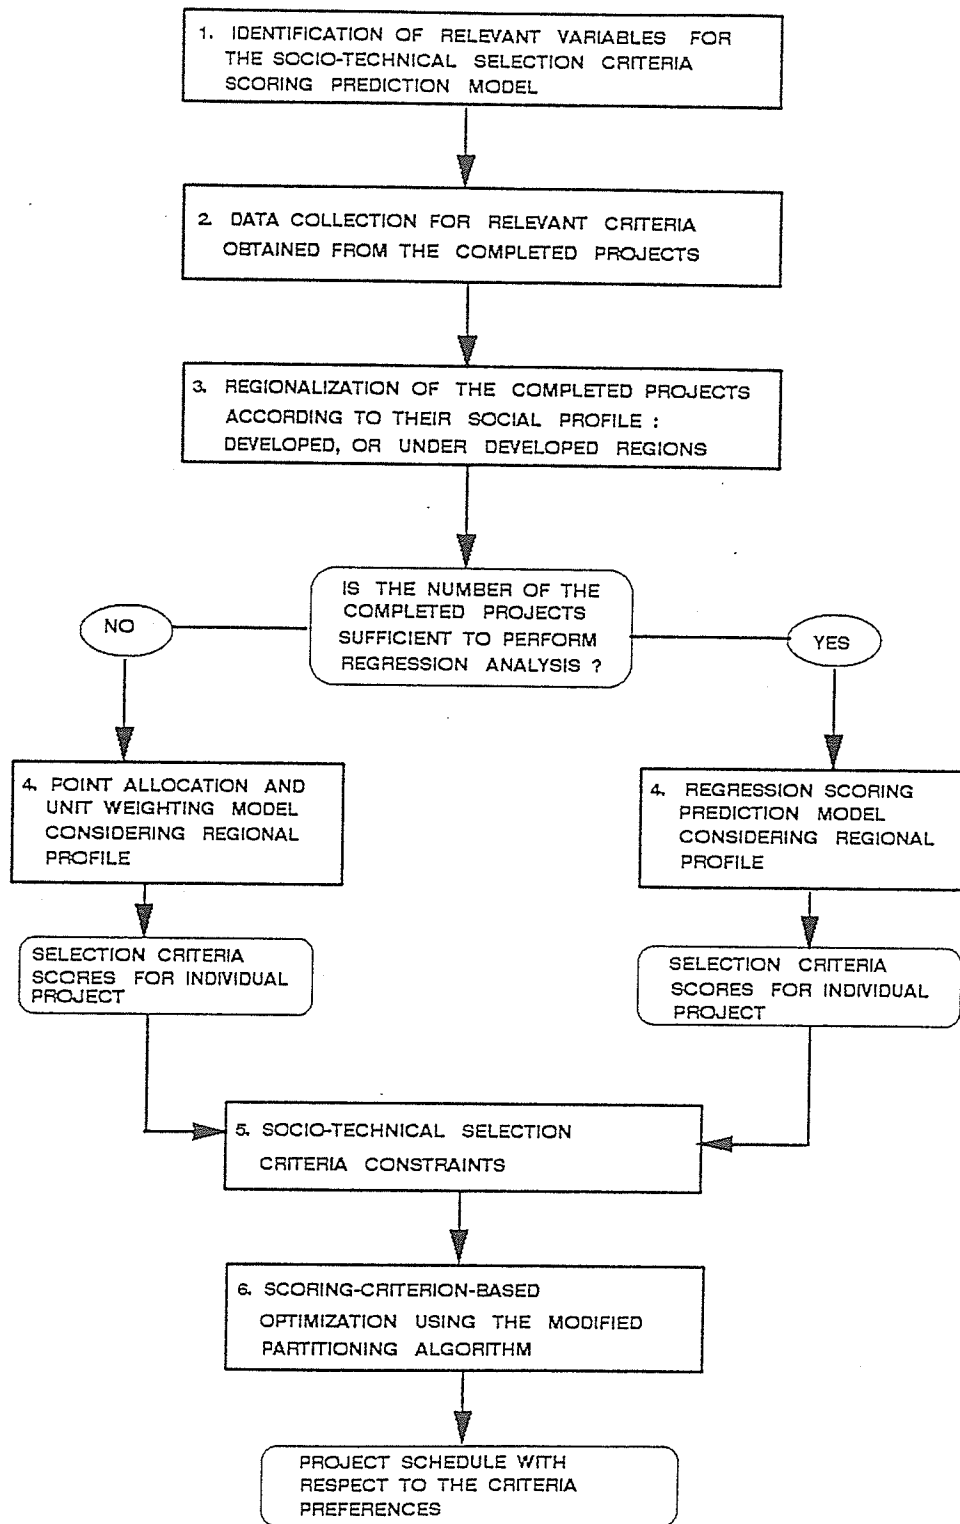 1. IDENTIFICATION OF RELEVANT VARIABLES FOR
THE SOCIO-TECHNICAL SELECTION CRITERIA
SCORING PREDICTION MODEL
2. DATA COLLECTION FOR RELEVANT CRITERIA
OBTAINED FROM THE COMPLETED PROJECTS
3. REGIONALIZATION OF THE COMPLETED PROJECTS
ACCORDING TO THEIR SOCIAL PROFILE :
DEVELOPED, OR UNDER DEVELOPED REGIONS
IS THE NUMBER OF THE
COMPLETED PROJECTS
SUFFICIENT TO PERFORM
REGRESSION ANALYSIS ?
NO
YES
4. POINT ALLOCATION AND
UNIT WEIGHTING MODEL
CONSIDERING REGIONAL
PROFILE
4. REGRESSION SCORING
PREDICTION MODEL
CONSIDERING REGIONAL
PROFILE
SELECTION CRITERIA
SCORES FOR INDIVIDUAL
PROJECT
SELECTION CRITERIA
SCORES FOR INDIVIDUAL
PROJECT
5. SOCIO-TECHNICAL SELECTION
CRITERIA CONSTRAINTS
6. SCORING-CRITERION-BASED
OPTIMIZATION USING THE MODIFIED
PARTITIONING ALGORITHM
PROJECT SCHEDULE WITH
RESPECT TO THE CRITERIA
PREFERENCES